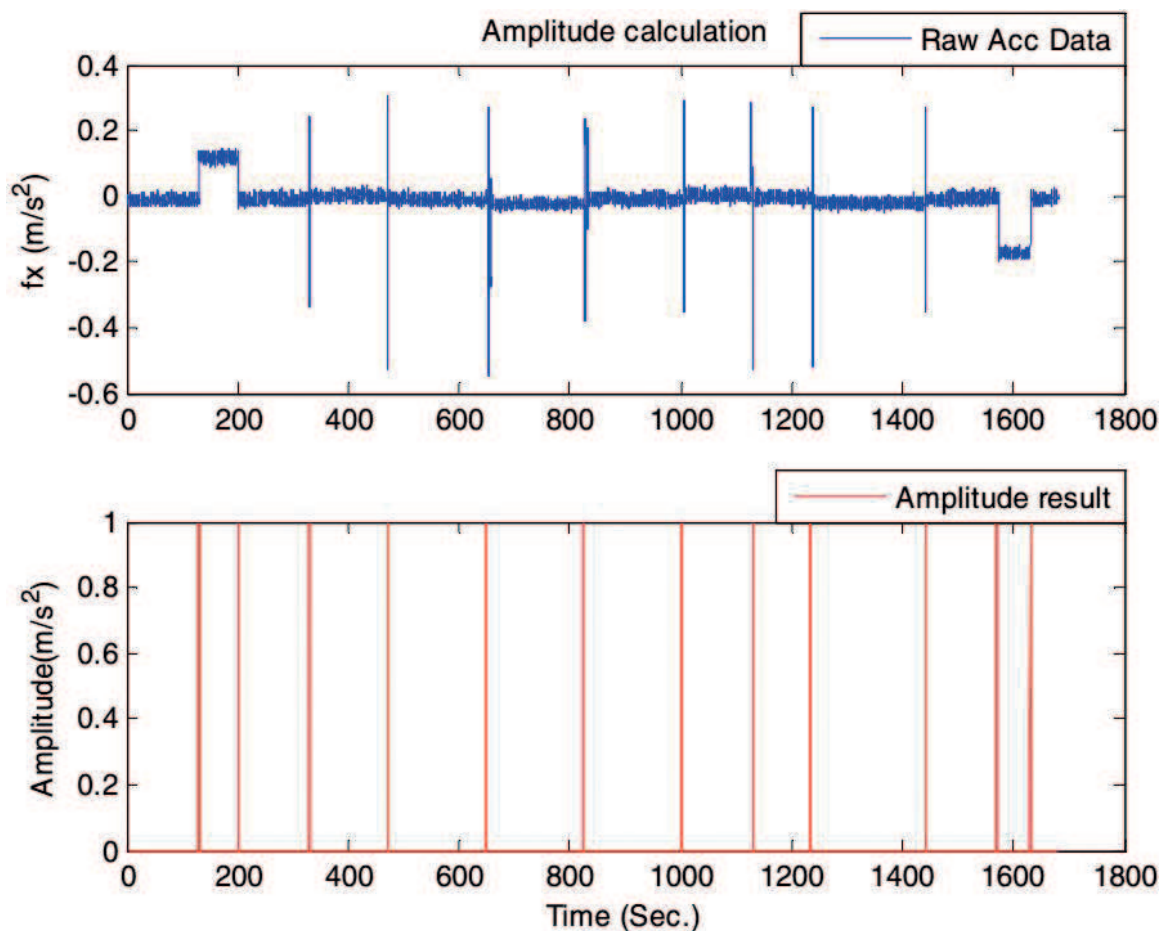 Amplitude calculation
Raw Acc Data
0.4
0.2
0
-0.2
-0.4
-0.6
fx (m/s²)
0 200 400 600 800 1000 1200 1400 1600 1800
Amplitude result
1
0.8
0.6
0.4
0.2
0
Amplitude(m/s²)
0 200 400 600 800 1000 1200 1400 1600 1800
Time (Sec.)